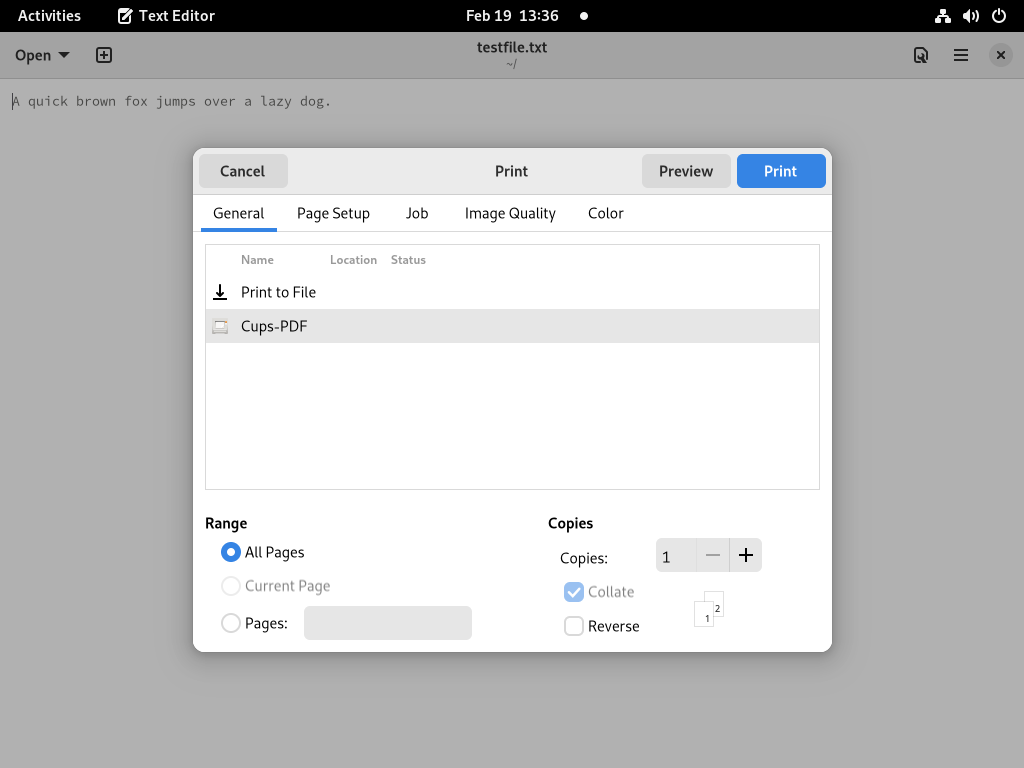 Activities Text Editor Feb 19 13:36
Open testfile.txt
~/
A quick brown fox jumps over a lazy dog.
Cancel Print Preview Print
General Page Setup Job Image Quality Color
Name Location Status
Print to File
Cups-PDF
Range Copies
All Pages Copies: 1
Current Page Collate
Pages: Reverse
1 2